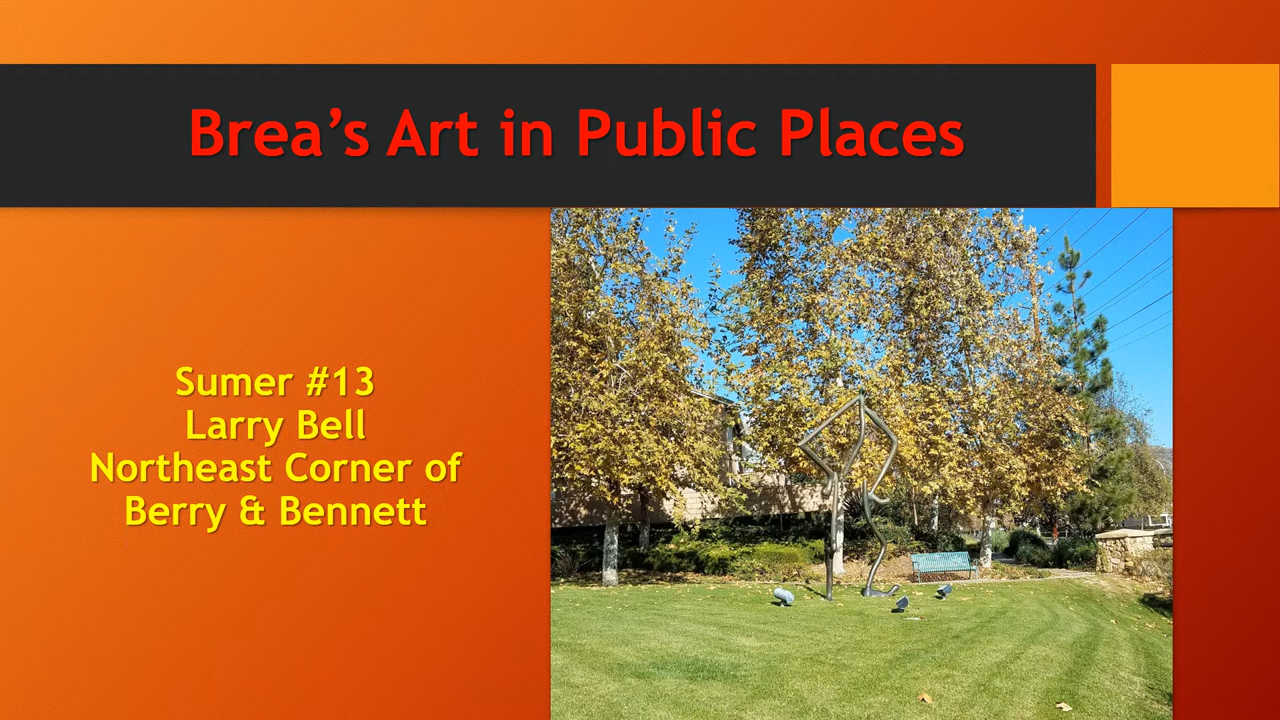 Brea’s Art in Public Places
Sumer #13
Larry Bell
Northeast Corner of
Berry & Bennett